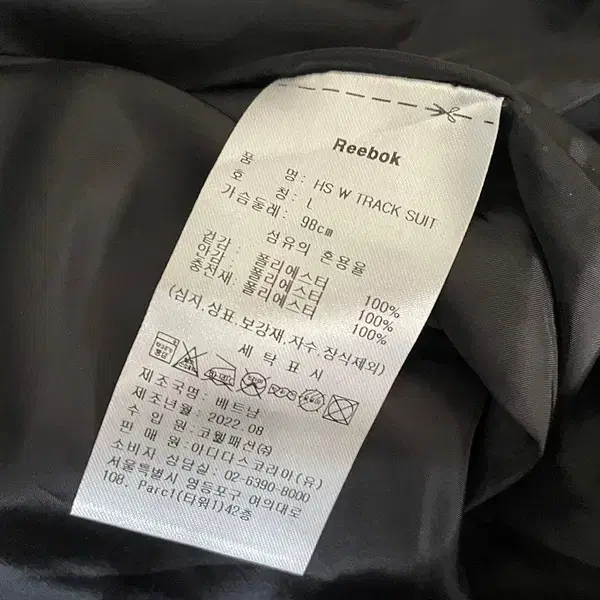 Reebok
품 명: HS W TRACK SUIT
호 칭: L
가슴둘레: 98cm
섬유의 혼용율
겉감: 폴리에스터 100%
안감: 폴리에스터 100%
충전재: 폴리에스터 100%
(심지,상표,보강재,자수,장식제외)
세 탁 표 시
제조국명: 베트남
제조년월: 2022.08
수 입 원: 코웰패션㈜
판 매 원: 아디다스코리아(유)
소비자 상담실: 02-6390-6000
서울특별시 영등포구 여의대로
108, Parc1(타워1)42층